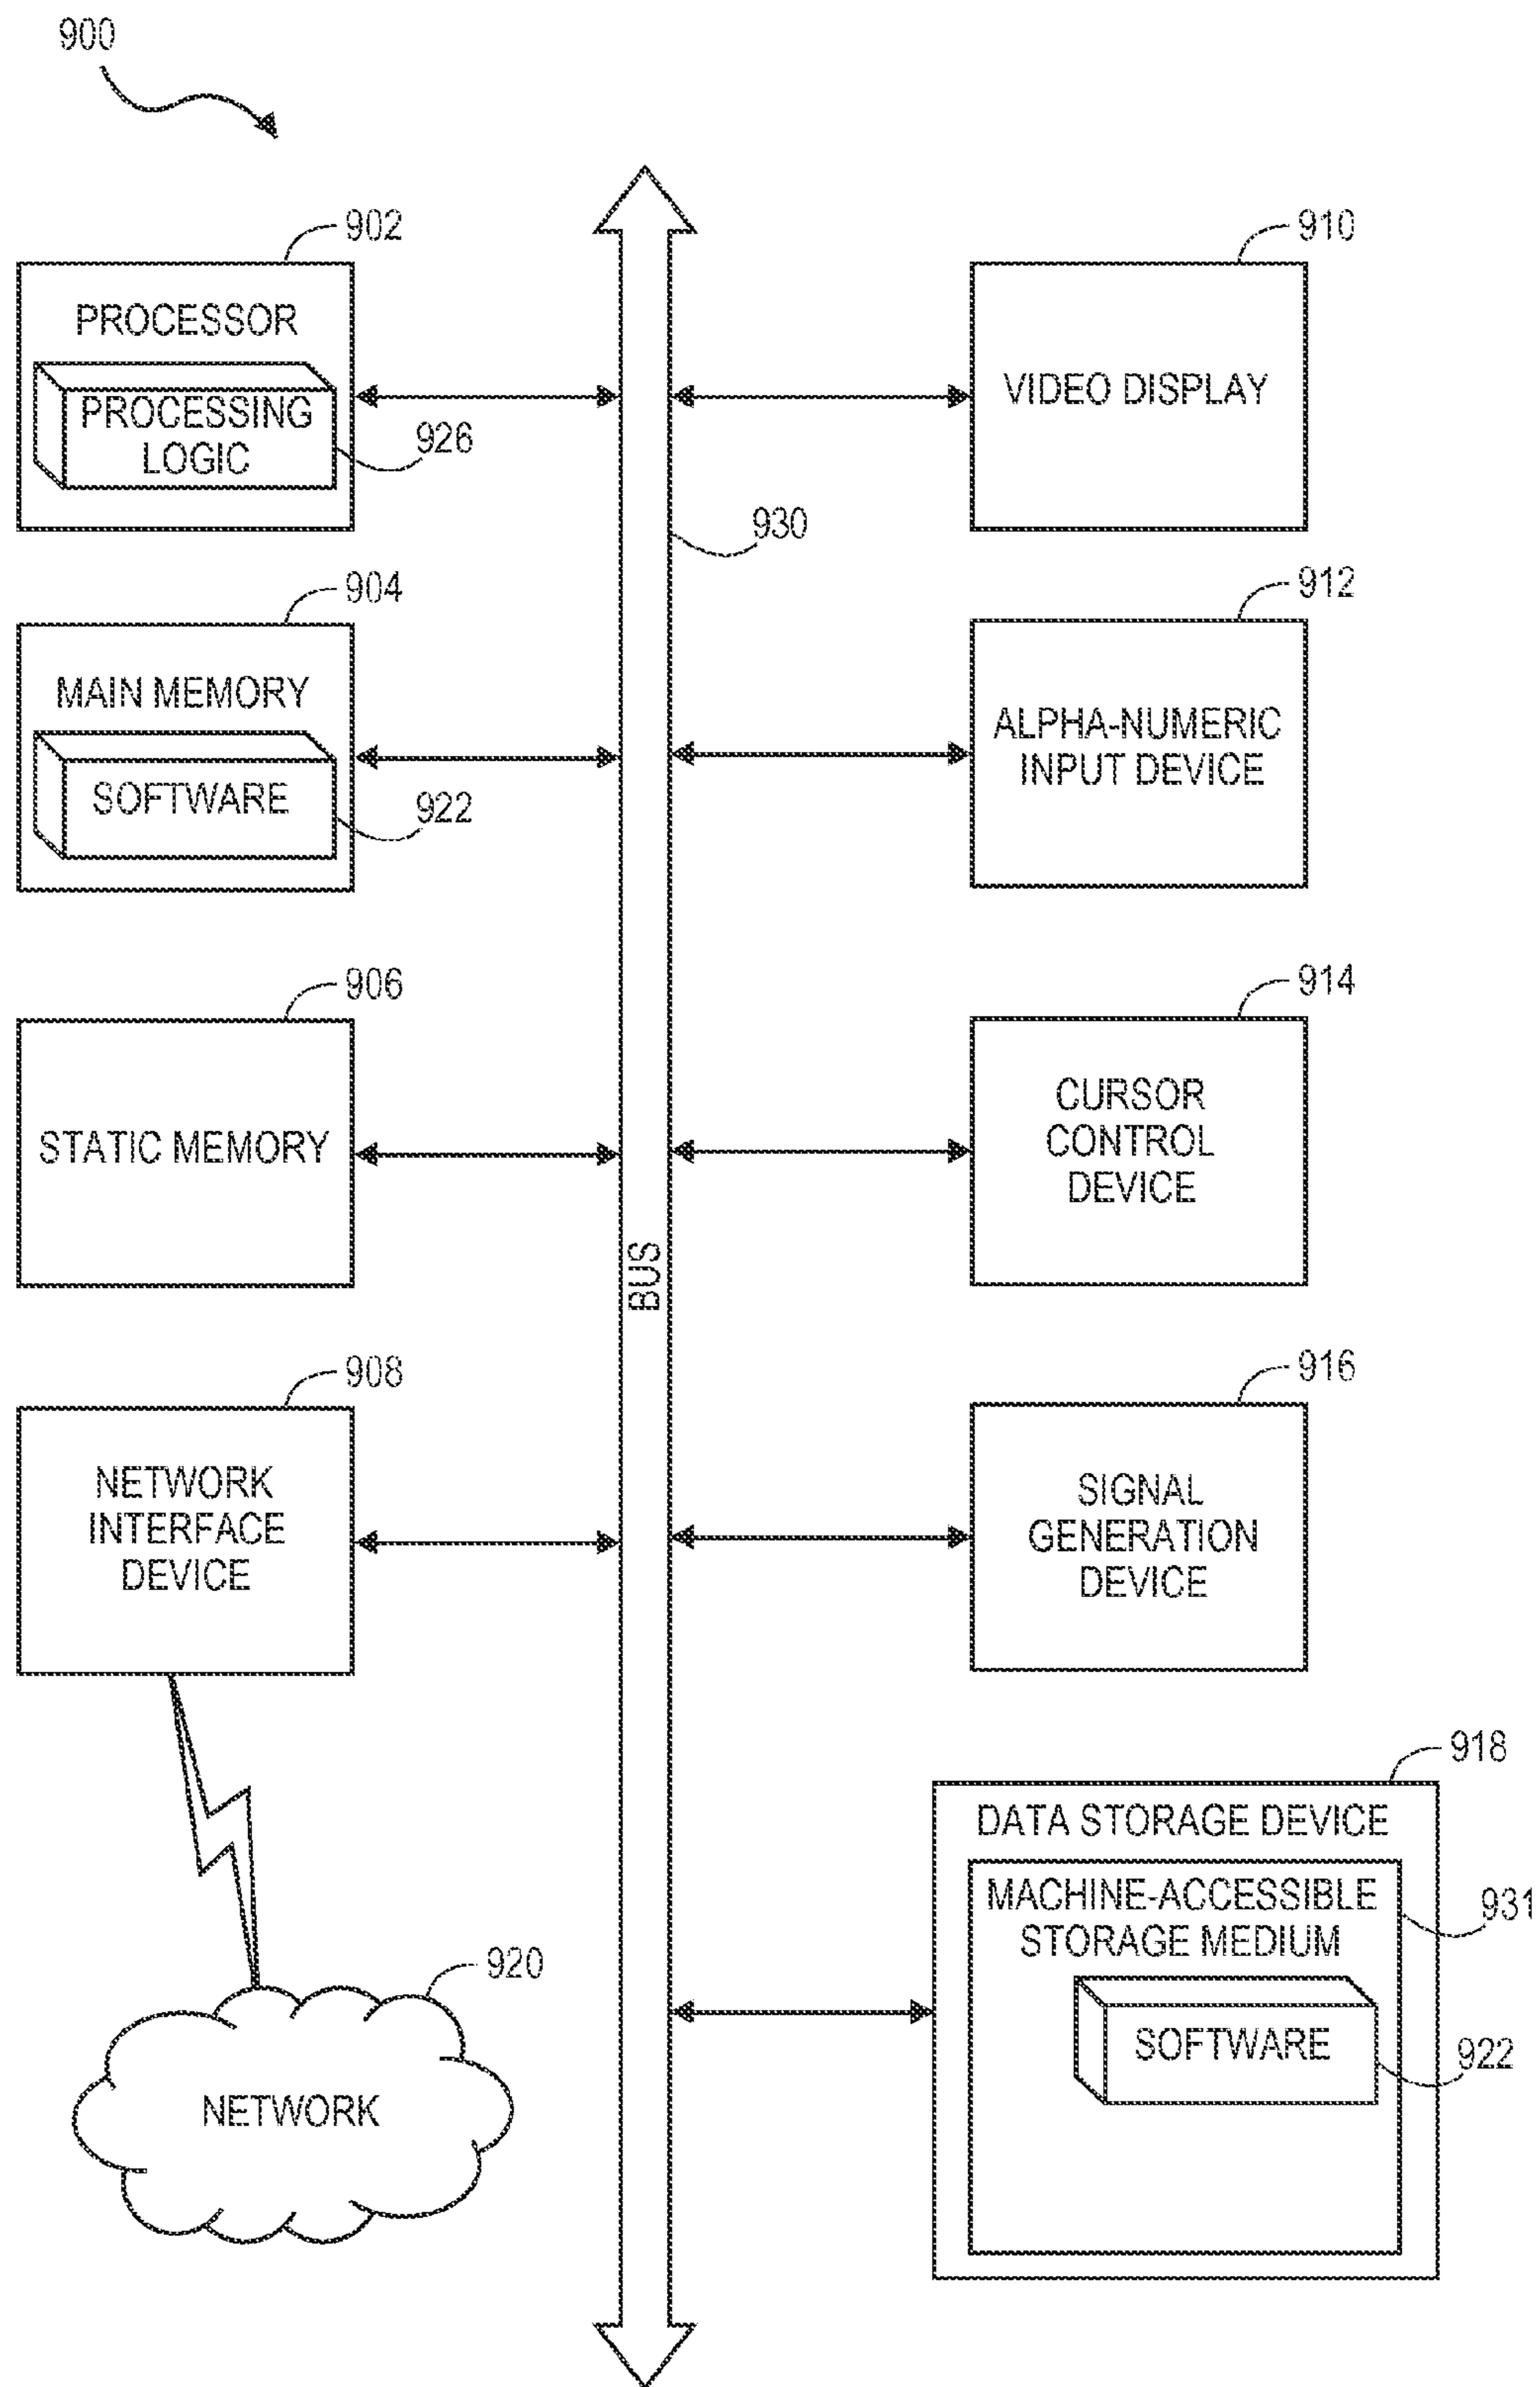 900
902
PROCESSOR
PROCESSING
LOGIC
926
904
MAIN MEMORY
SOFTWARE
922
906
STATIC MEMORY
908
NETWORK
INTERFACE
DEVICE
920
NETWORK
930
BUS
910
VIDEO DISPLAY
912
ALPHA-NUMERIC
INPUT DEVICE
914
CURSOR
CONTROL
DEVICE
916
SIGNAL
GENERATION
DEVICE
918
DATA STORAGE DEVICE
MACHINE-ACCESSIBLE
STORAGE MEDIUM
931
SOFTWARE
922